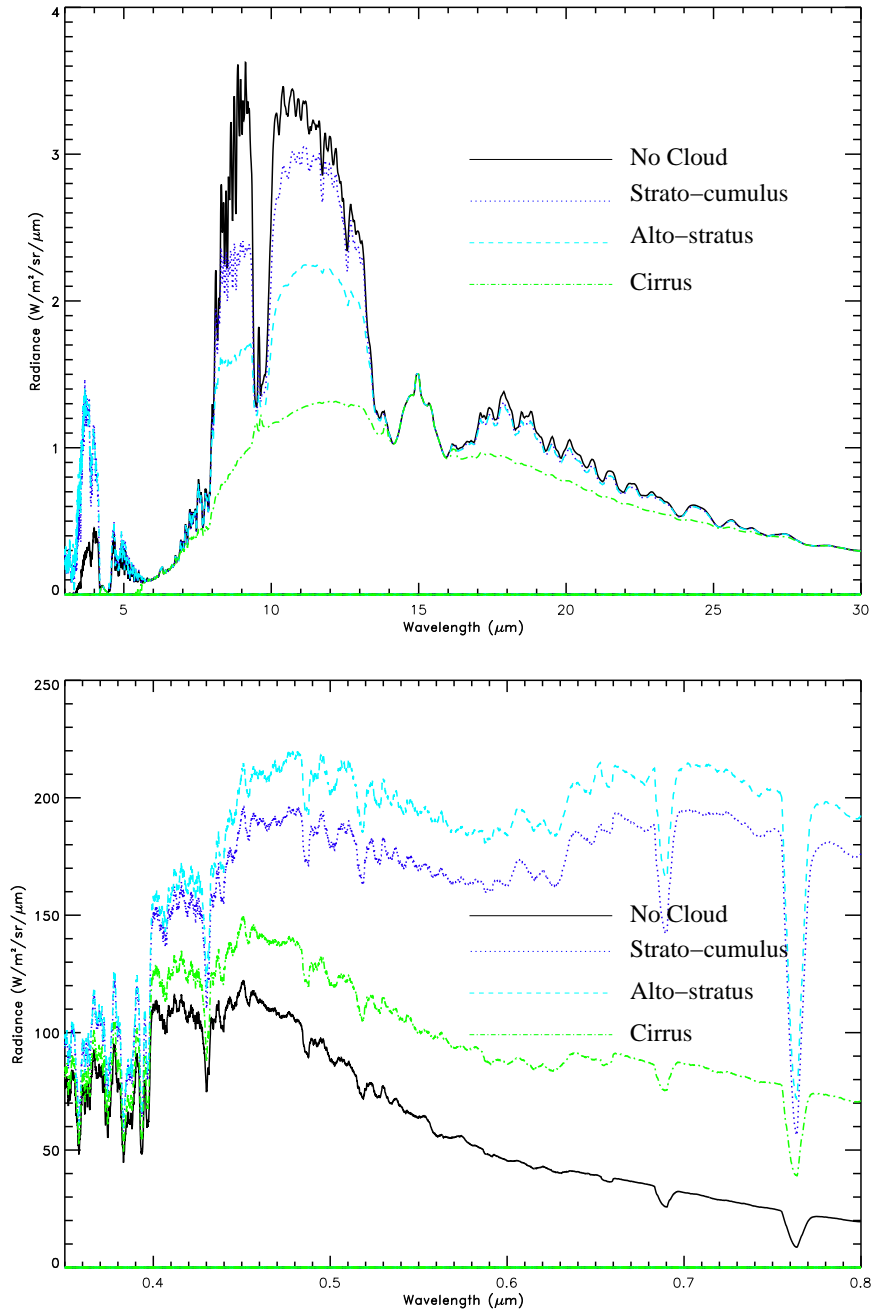 4
3
2
1
0
Radiance (W/m²/sr/μm)
No Cloud
Strato−cumulus
Alto−stratus
Cirrus
5 10 15 20 25 30
Wavelength (μm)
250
200
150
100
50
0
Radiance (W/m²/sr/μm)
No Cloud
Strato−cumulus
Alto−stratus
Cirrus
0.4 0.5 0.6 0.7 0.8
Wavelength (μm)